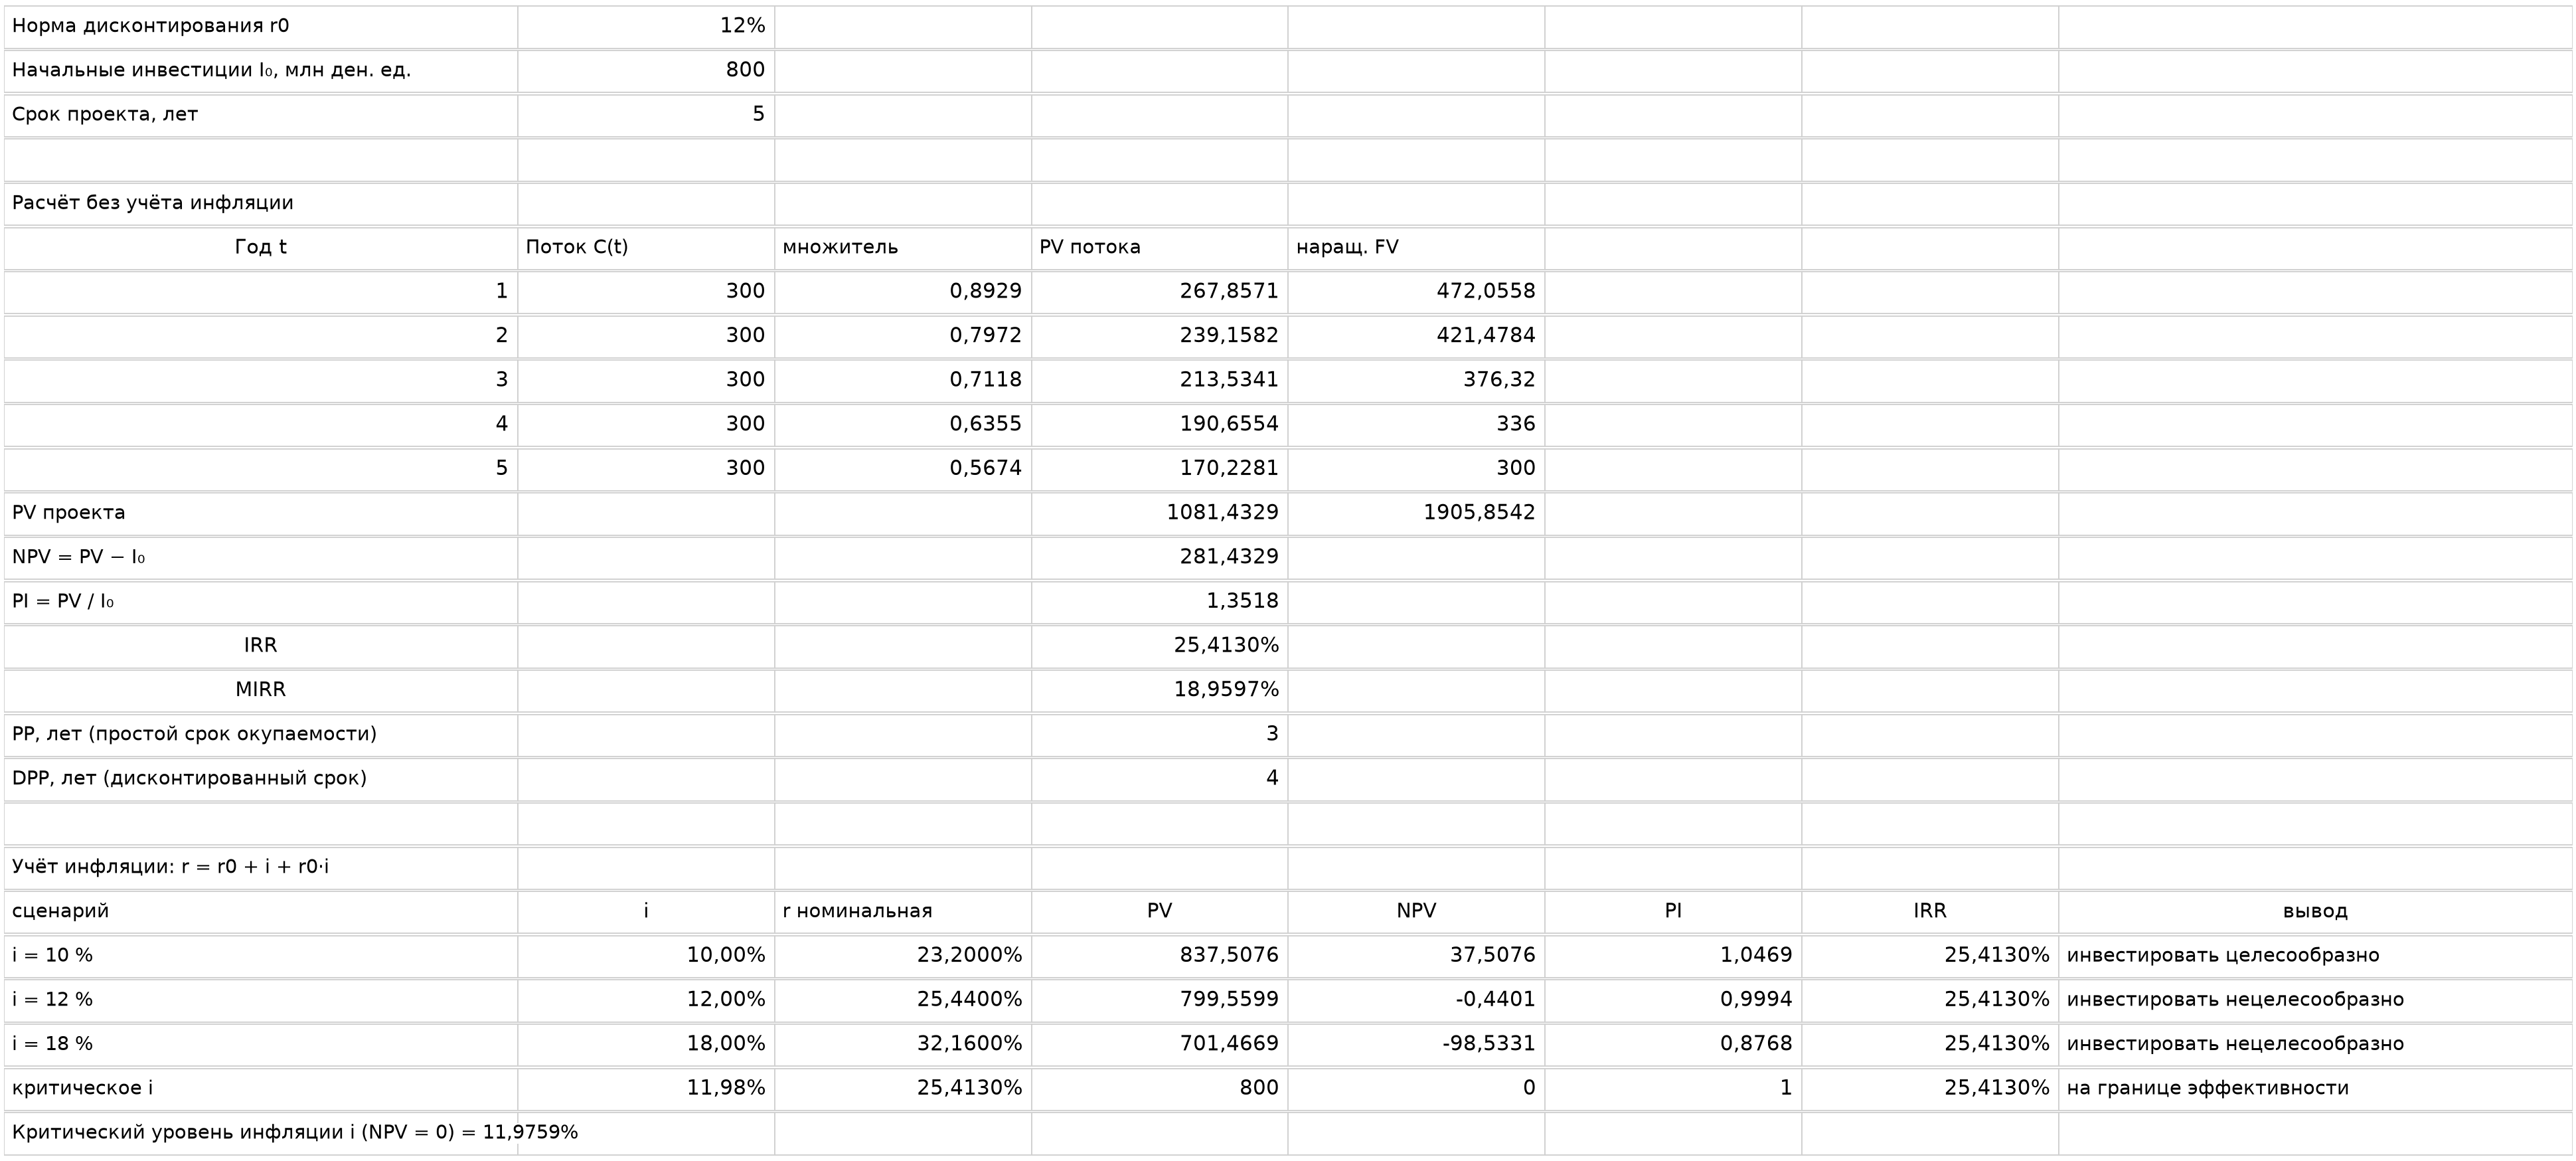 Норма дисконтирования r0 12%
Начальные инвестиции I₀, млн ден. ед. 800
Срок проекта, лет 5
Расчёт без учёта инфляции
Год t Поток C(t) множитель PV потока наращ. FV
1 300 0,8929 267,8571 472,0558
2 300 0,7972 239,1582 421,4784
3 300 0,7118 213,5341 376,32
4 300 0,6355 190,6554 336
5 300 0,5674 170,2281 300
PV проекта 1081,4329 1905,8542
NPV = PV − I₀ 281,4329
PI = PV / I₀ 1,3518
IRR 25,4130%
MIRR 18,9597%
PP, лет (простой срок окупаемости) 3
DPP, лет (дисконтированный срок) 4
Учёт инфляции: r = r0 + i + r0·i
сценарий i r номинальная PV NPV PI IRR вывод
i = 10 % 10,00% 23,2000% 837,5076 37,5076 1,0469 25,4130% инвестировать целесообразно
i = 12 % 12,00% 25,4400% 799,5599 -0,4401 0,9994 25,4130% инвестировать нецелесообразно
i = 18 % 18,00% 32,1600% 701,4669 -98,5331 0,8768 25,4130% инвестировать нецелесообразно
критическое i 11,98% 25,4130% 800 0 1 25,4130% на границе эффективности
Критический уровень инфляции i (NPV = 0) = 11,9759%